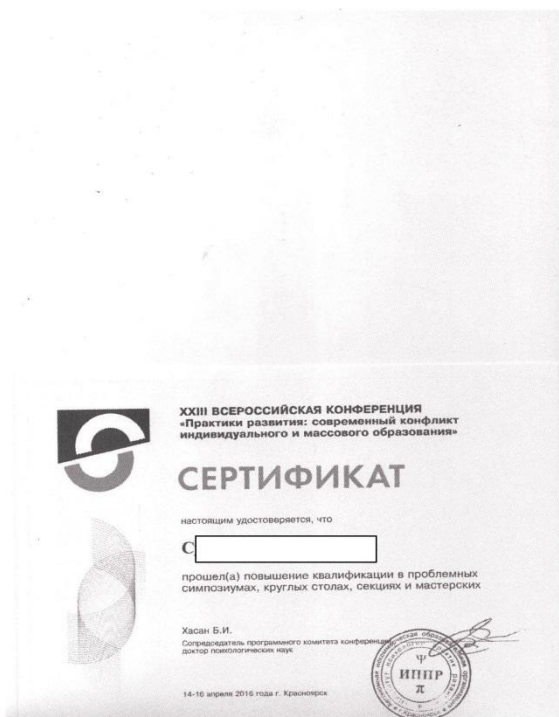 XXIII ВСЕРОССИЙСКАЯ КОНФЕРЕНЦИЯ
«Практики развития: современный конфликт
индивидуального и массового образования»
СЕРТИФИКАТ
настоящим удостоверяется, что
С
прошел(а) повышение квалификации в проблемных
симпозиумах, круглых столах, секциях и мастерских
Хасан Б.И.
Сопредседатель программного комитета конференции
доктор психологических наук
Ψ
ИППР
π
14-16 апреля 2016 года г. Красноярск